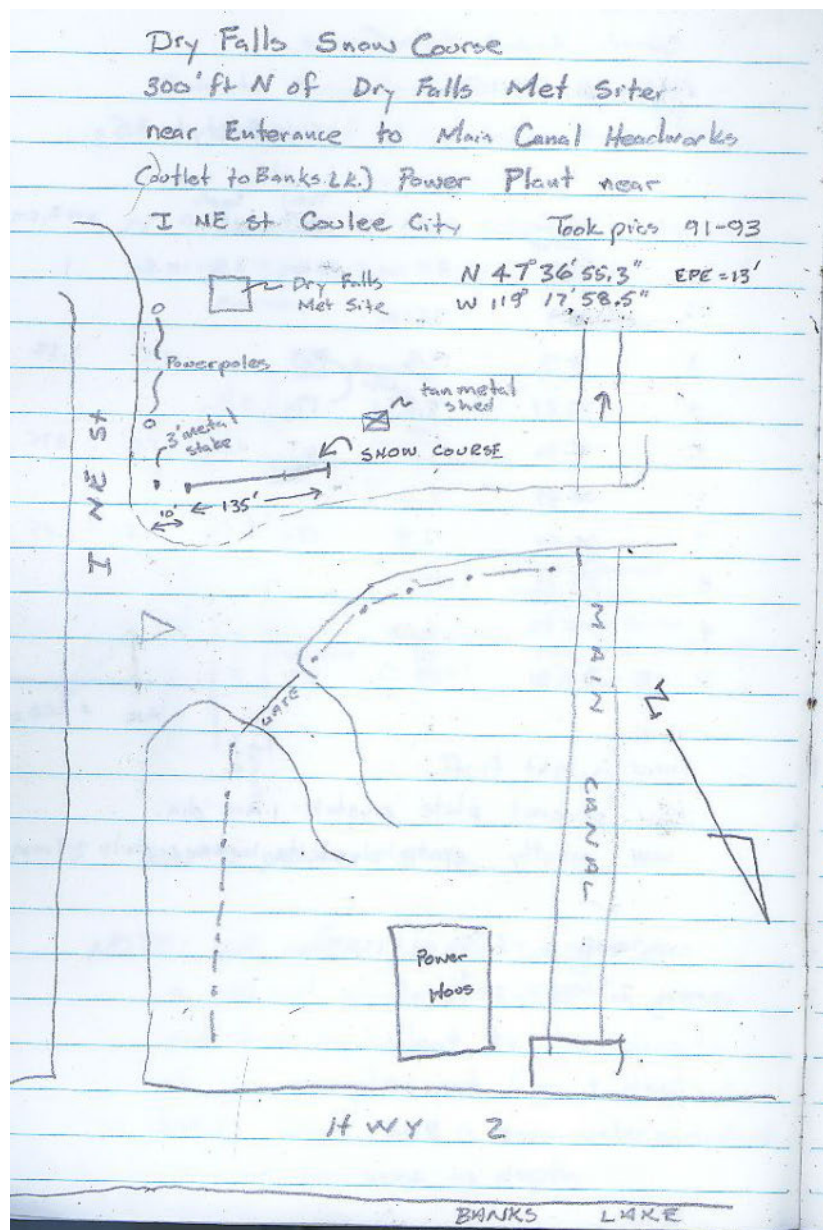 Dry Falls Snow Course
300' ft N of Dry Falls Met Site
near Enterance to Main Canal Headworks
(outlet to Banks Lk.) Power Plant near
I NE st Coulee City Took pics 91-93
N 47° 36' 55.3" EPE = 13'
W 119° 17' 58.5"
Dry Falls
Met Site
Powerpoles
tan metal
shed
3' metal
stake
SNOW COURSE
10'
135'
I NE St
GATE
MAIN CANAL
N
Power
Hous
HWY 2
BANKS LAKE